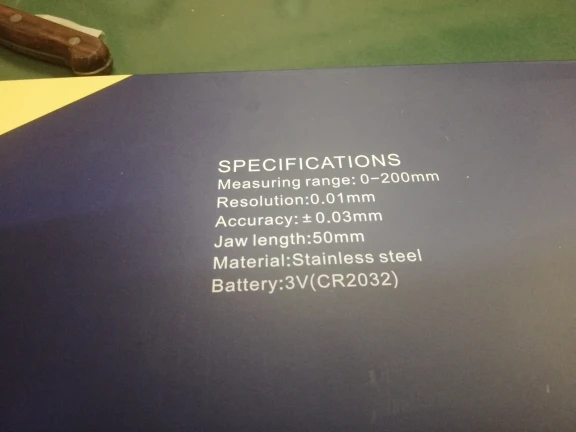 SPECIFICATIONS
Measuring range: 0-200mm
Resolution:0.01mm
Accuracy: ±0.03mm
Jaw length:50mm
Material:Stainless steel
Battery:3V(CR2032)